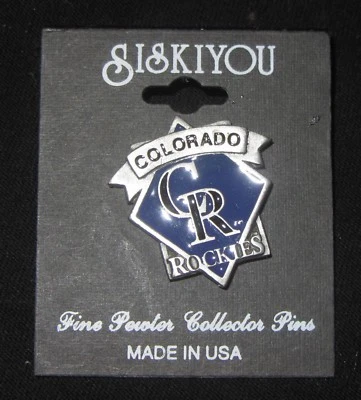 SISKIYOU
COLORADO
CR
ROCKIES
Fine Pewter Collector Pins
MADE IN USA